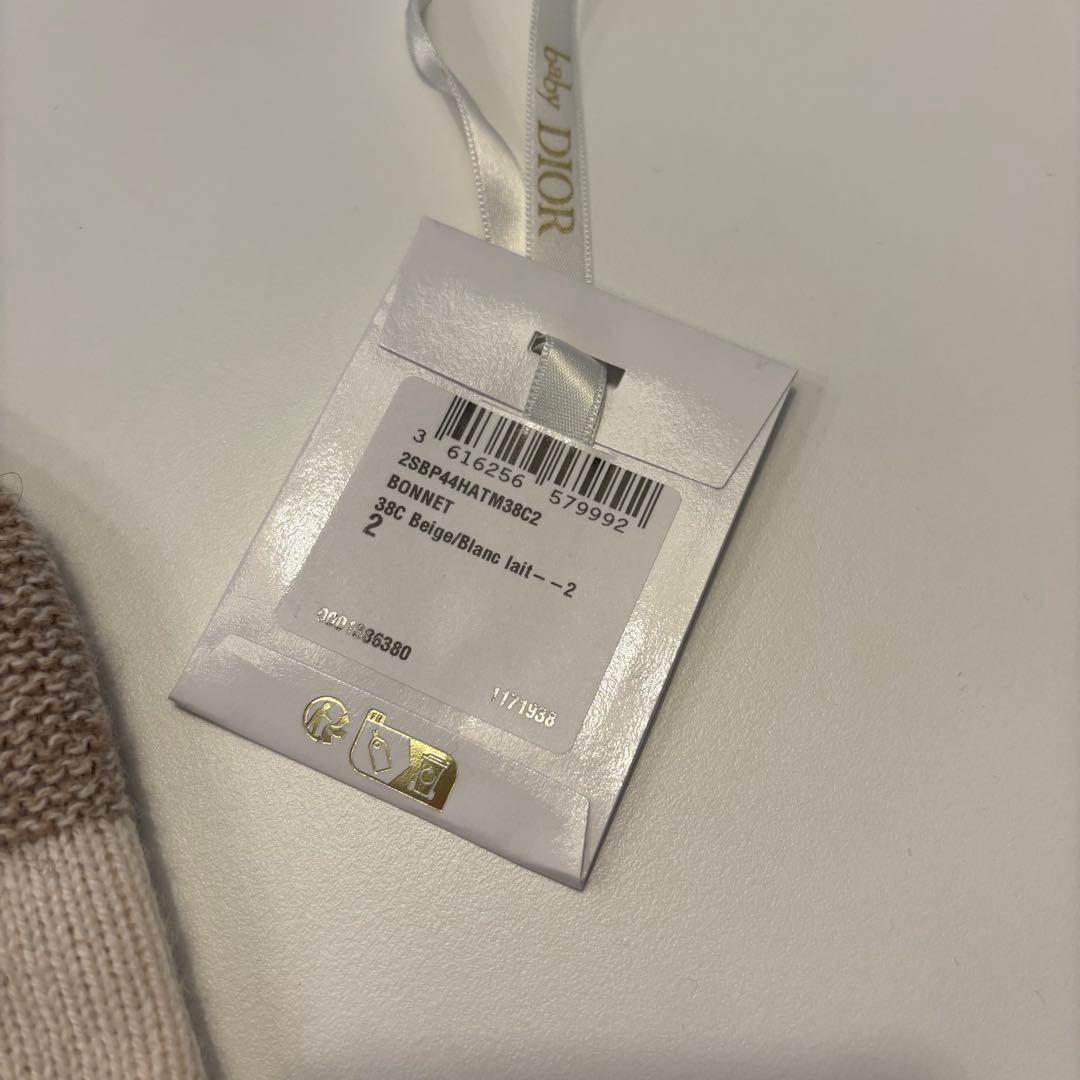 baby DIOR
3 616256 579992
2SBP44HATM38C2
BONNET
38C Beige/Blanc lait---2
2
1171938